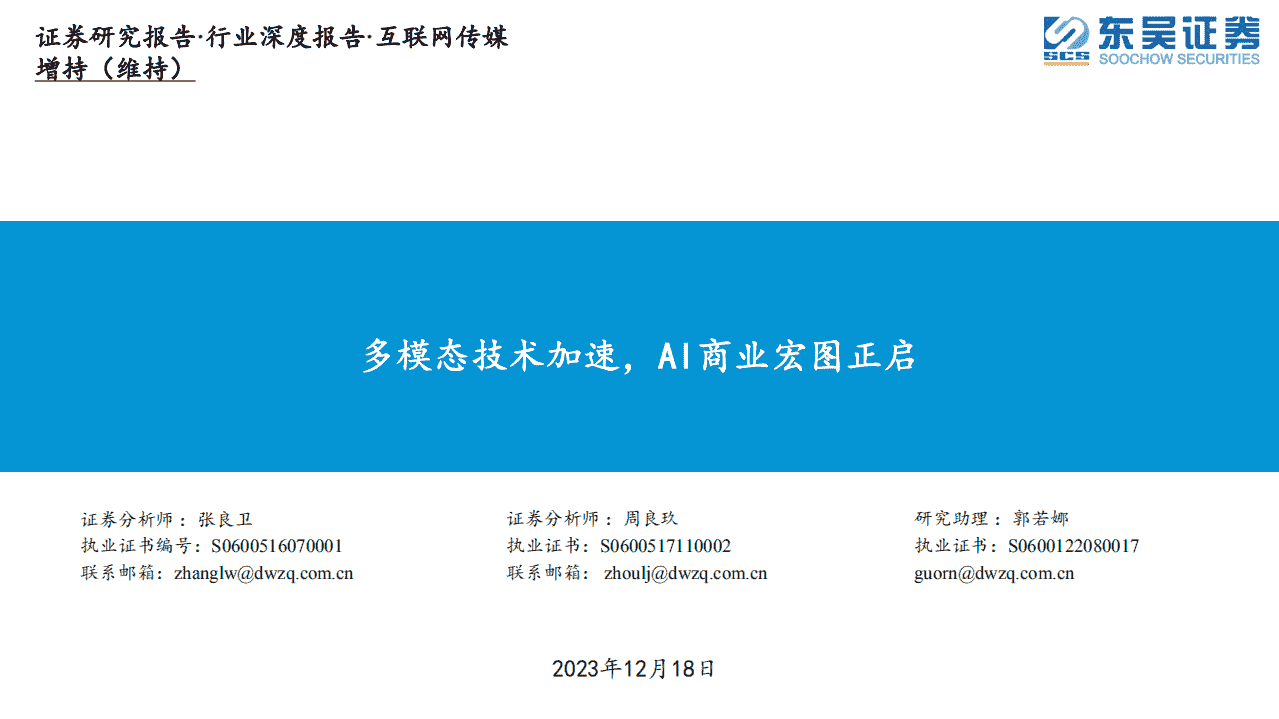 证券研究报告·行业深度报告·互联网传媒
增持（维持）
东吴证券
SCS
SOOCHOW SECURITIES
多模态技术加速，AI商业宏图正启
证券分析师：张良卫
执业证书编号：S0600516070001
联系邮箱：zhanglw@dwzq.com.cn
证券分析师：周良玖
执业证书：S0600517110002
联系邮箱： zhoulj@dwzq.com.cn
研究助理：郭若娜
执业证书：S0600122080017
guorn@dwzq.com.cn
2023年12月18日